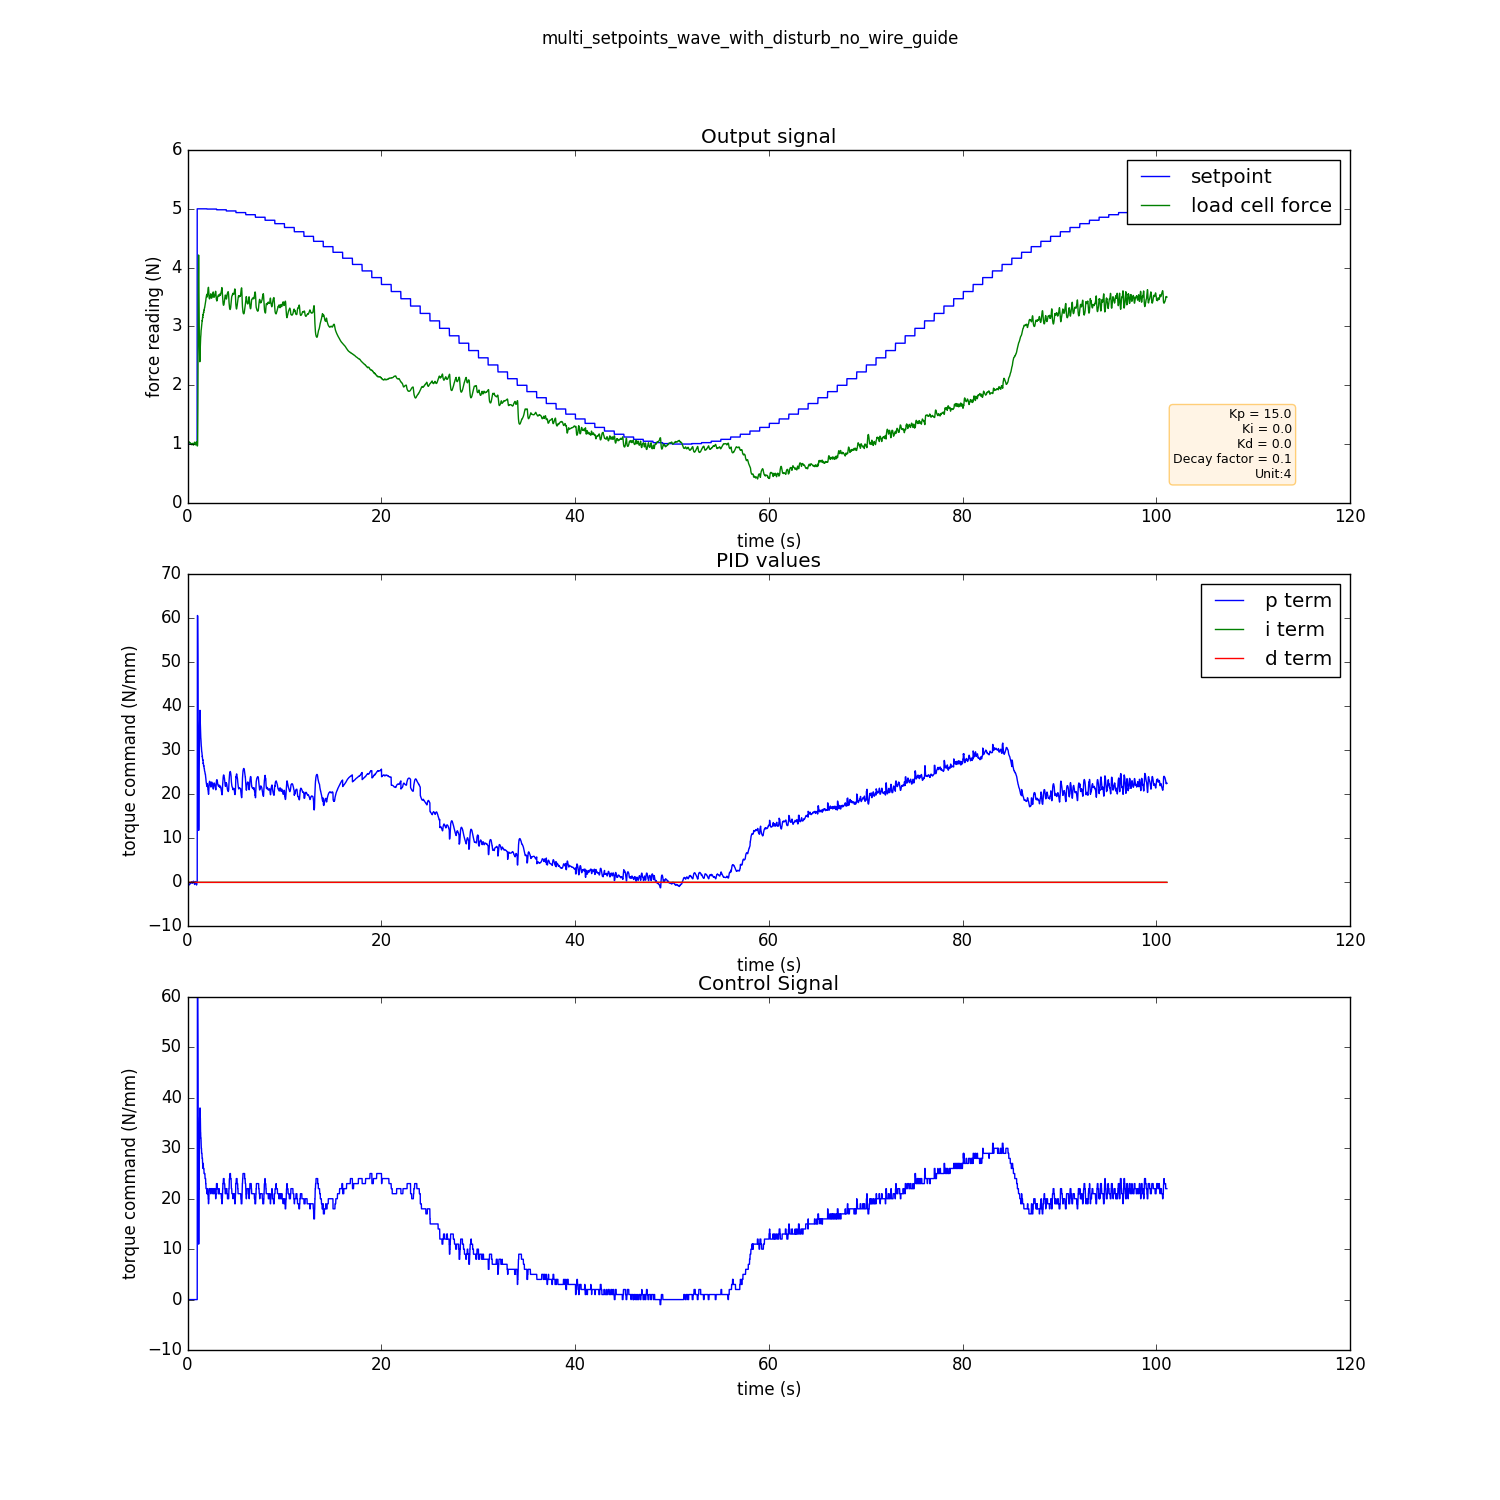 multi_setpoints_wave_with_disturb_no_wire_guide
Output signal
6
5
4
3
2
1
0
force reading (N)
setpoint
load cell force
Kp = 15.0
Ki = 0.0
Kd = 0.0
Decay factor = 0.1
Unit:4
0 20 40 60 80 100 120
time (s)
PID values
70
60
50
40
30
20
10
0
−10
torque command (N/mm)
p term
i term
d term
0 20 40 60 80 100 120
time (s)
Control Signal
60
50
40
30
20
10
0
−10
torque command (N/mm)
0 20 40 60 80 100 120
time (s)